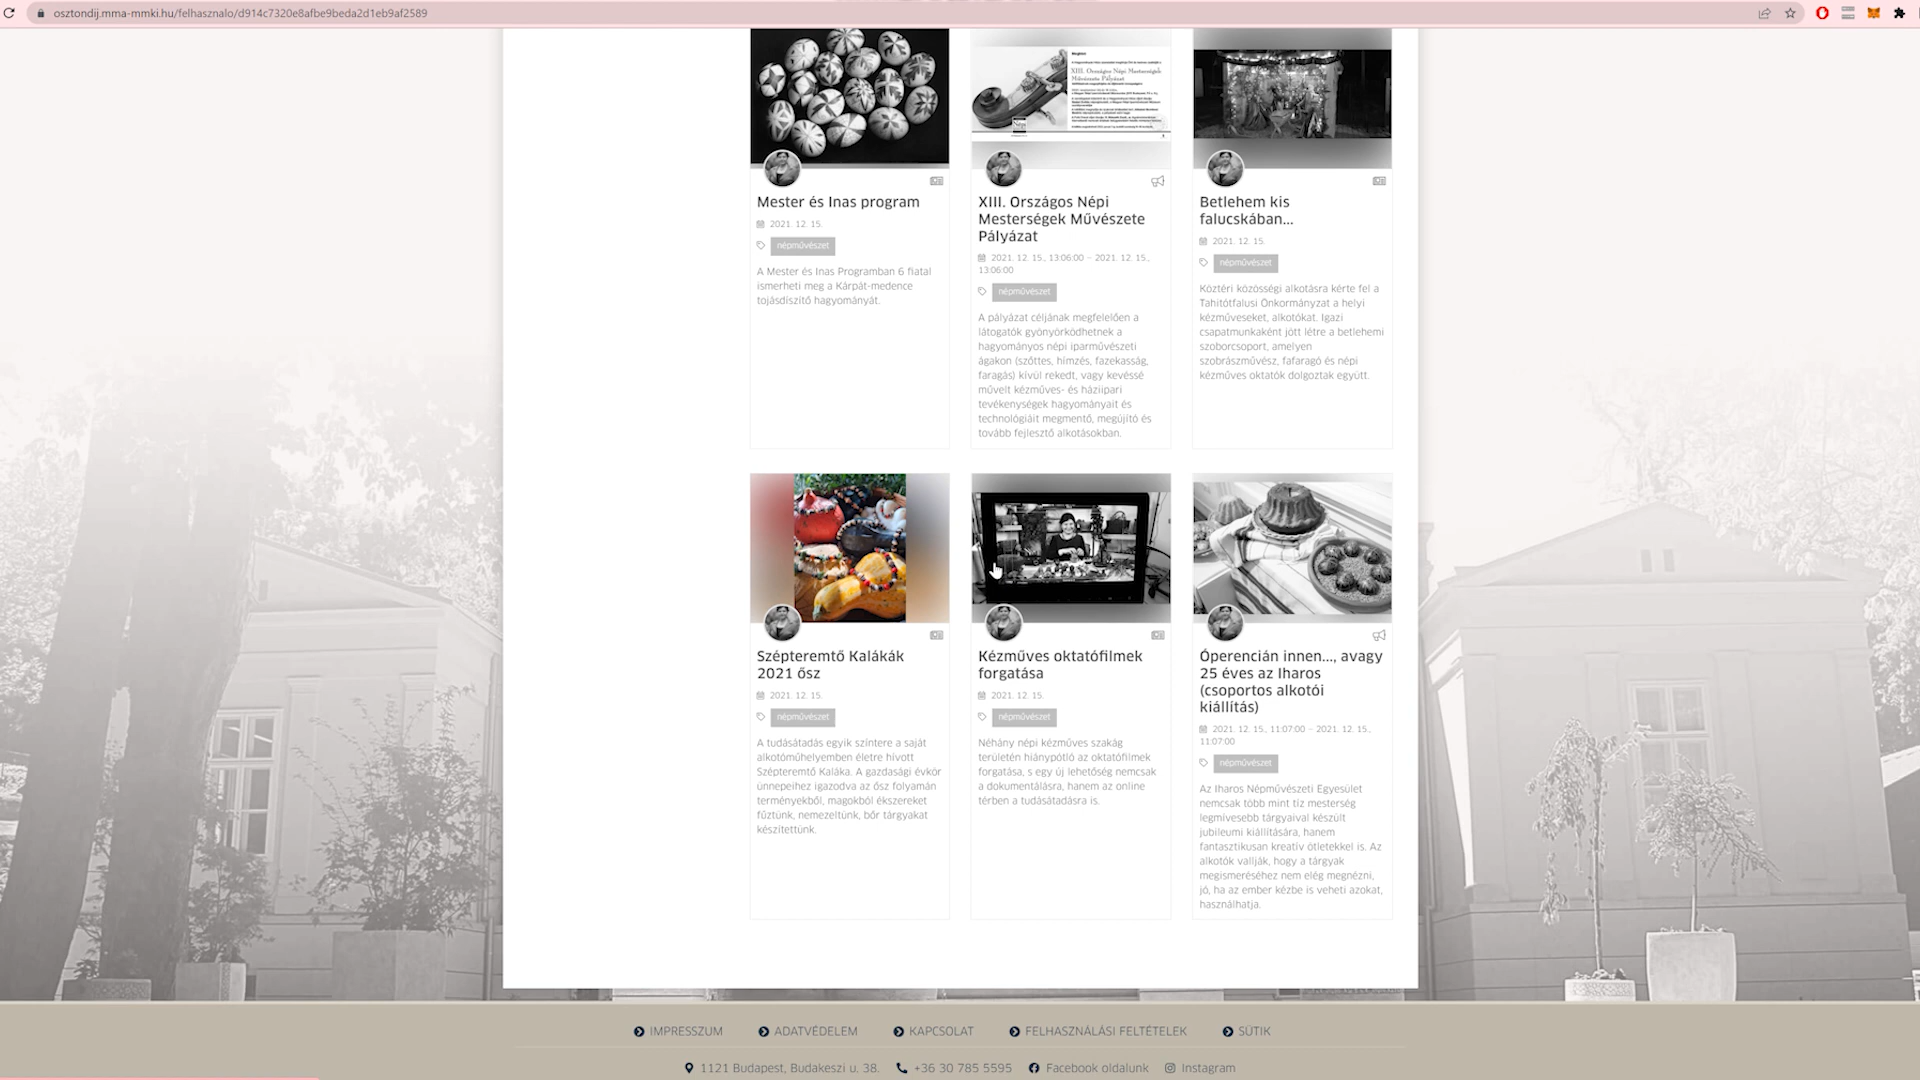 osztondij.mma-mmki.hu/felhasznalo/d914c7320e8afbe9beda2d1eb9af2589
XIII. Országos Népi Mesterségek
Művészete Pályázat
Mester és Inas program
2021. 12. 15.
népművészet
A Mester és Inas Programban 6 fiatal
ismerheti meg a Kárpát-medence
tojásdíszítő hagyományát.
XIII. Országos Népi
Mesterségek Művészete
Pályázat
2021. 12. 15., 13:06:00 - 2021. 12. 15.,
13:06:00
népművészet
A pályázat céljának megfelelően a
látogatók gyönyörködhetnek a
hagyományos népi iparművészeti
ágakon (szőttes, hímzés, fazekasság,
faragás) kívül rekedt, vagy kevéssé
művelt kézműves- és háziipari
tevékenységek hagyományait és
technológiáit megmentő, megújító és
tovább fejlesztő alkotásokban.
Betlehem kis
falucskában...
2021. 12. 15.
népművészet
Köztéri közösségi alkotásra kérte fel a
Tahitótfalusi Önkormányzat a helyi
kézműveseket, alkotókat. Igazi
csapatmunkaként jött létre a betlehemi
szoborcsoport, amelyen
szobrászművész, fafaragó és népi
kézműves oktatók dolgoztak együtt.
Szépteremtő Kalákák
2021 ősz
2021. 12. 15.
népművészet
A tudásátadás egyik színtere a saját
alkotóműhelyemben életre hívott
Szépteremtő Kaláka. A gazdasági évkör
ünnepeihez igazodva az ősz folyamán
terményekből, magokból ékszereket
fűztünk, nemezeltünk, bőr tárgyakat
készítettünk.
Kézműves oktatófilmek
forgatása
2021. 12. 15.
népművészet
Néhány népi kézműves szakág
területén hiánypótló az oktatófilmek
forgatása, s egy új lehetőség nemcsak
a dokumentálásra, hanem az online
térben a tudásátadásra is.
Óperencián innen..., avagy
25 éves az Iharos
(csoportos alkotói
kiállítás)
2021. 12. 15., 11:07:00 - 2021. 12. 15.,
11:07:00
népművészet
Az Iharos Népművészeti Egyesület
nemcsak több mint tíz mesterség
legmívesebb tárgyaival készült
jubileumi kiállítására, hanem
fantasztikusan kreatív ötletekkel is. Az
alkotók vallják, hogy a tárgyak
megismeréséhez nem elég megnézni,
jó, ha az ember kézbe is veheti azokat,
használhatja.
IMPRESSZUM
ADATVÉDELEM
KAPCSOLAT
FELHASZNÁLÁSI FELTÉTELEK
SÜTIK
1121 Budapest, Budakeszi u. 38.
+36 30 785 5595
Facebook oldalunk
Instagram